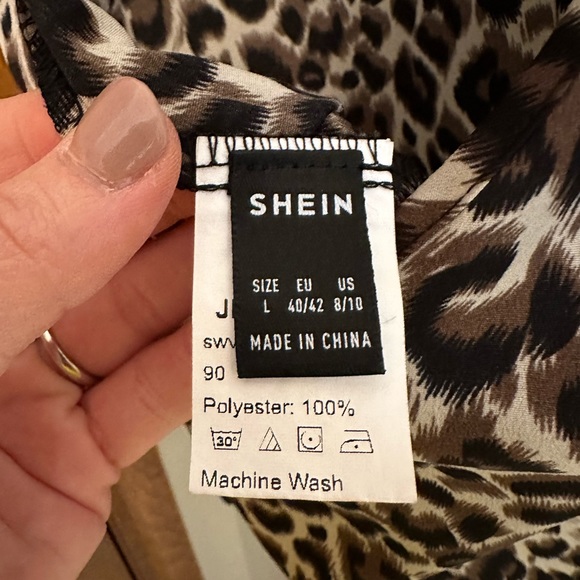 SHEIN
SIZE EU US
L 40/42 8/10
MADE IN CHINA
90
Polyester: 100%
30°
Machine Wash